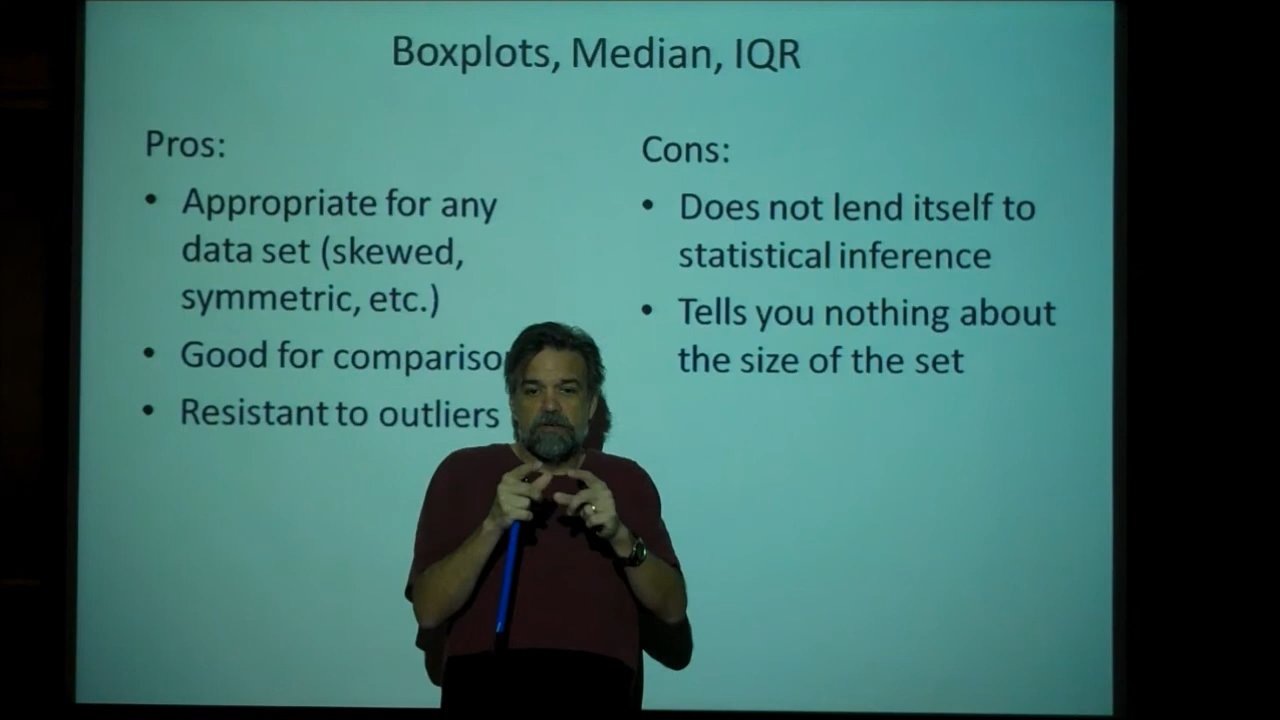 Boxplots, Median, IQR
Pros:
• Appropriate for any
data set (skewed,
symmetric, etc.)
• Good for
• Resistant to outliers
Cons:
• Does not lend itself to
statistical inference
• Tells you nothing about
the size of the set